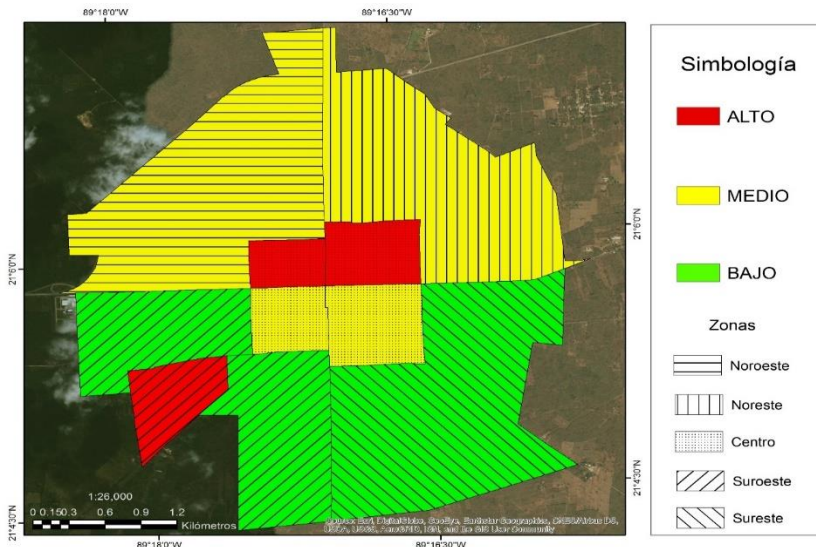 89°18'0"W
89°16'30"W
21°6'0"N
21°6'0"N
21°4'30"N
21°4'30"N
1:26,000
0 0.150.3 0.6 0.9 1.2
Kilómetros
89°18'0"W
89°16'30"W
Simbología
ALTO
MEDIO
BAJO
Zonas
Noroeste
Noreste
Centro
Suroeste
Sureste